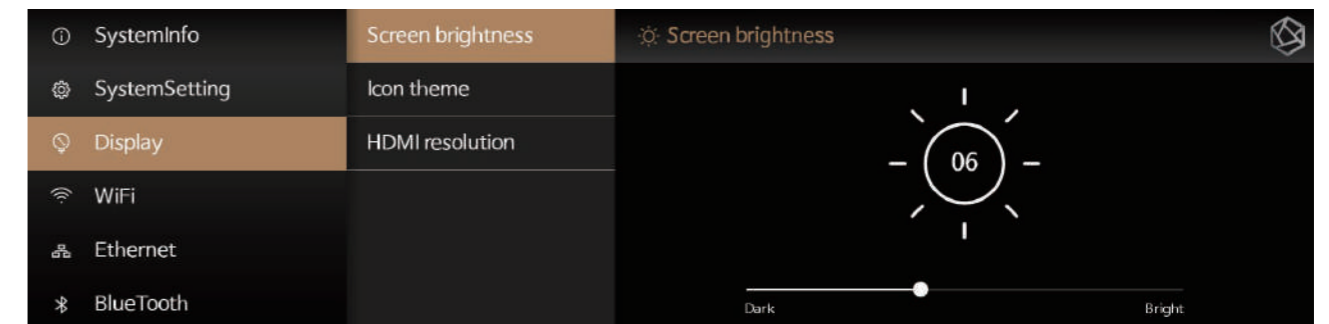 SystemInfo
SystemSetting
Display
WiFi
Ethernet
BlueTooth
Screen brightness
Icon theme
HDMI resolution
Screen brightness
06
Dark
Bright